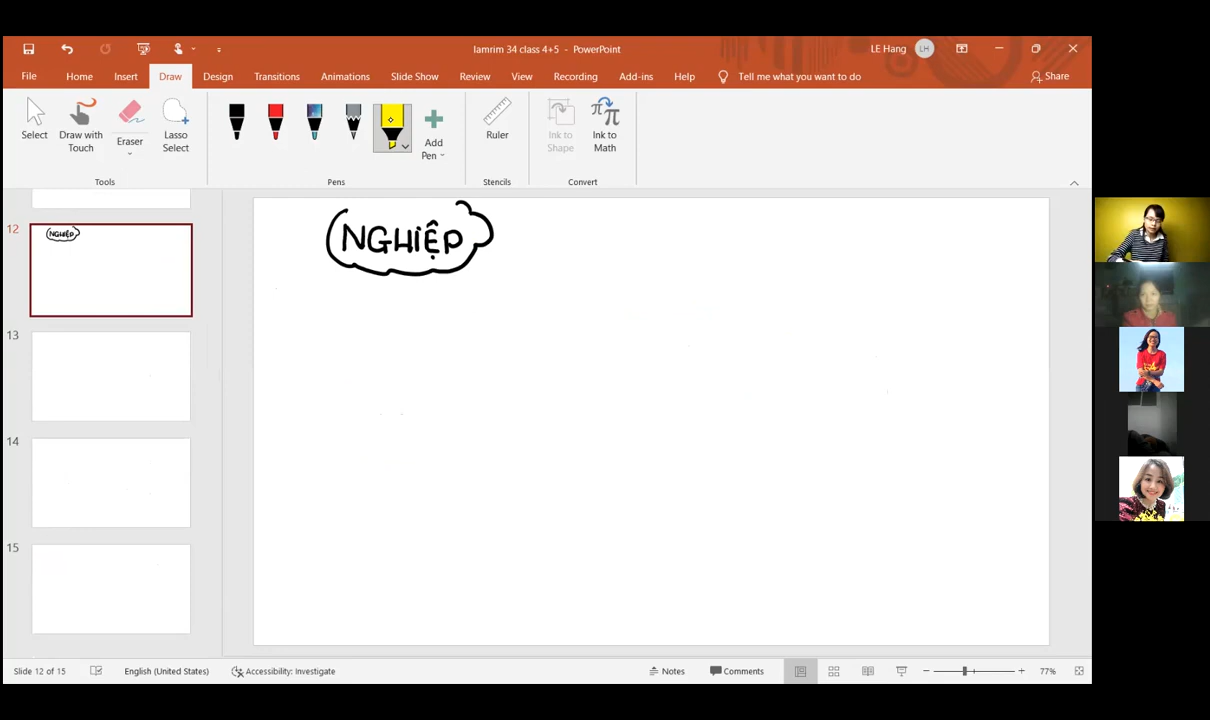 lamrim 34 class 4+5 - PowerPoint
LE Hang
LH
File Home Insert Draw Design Transitions Animations Slide Show Review View Recording Add-ins Help Tell me what you want to do Share
Select
Draw with Touch
Eraser
Lasso Select
Add Pen
Ruler
Ink to Shape
Ink to Math
Tools Pens Stencils Convert
12
NGHIỆP
13
14
15
NGHIỆP
Slide 12 of 15 English (United States) Accessibility: Investigate Notes Comments 77%